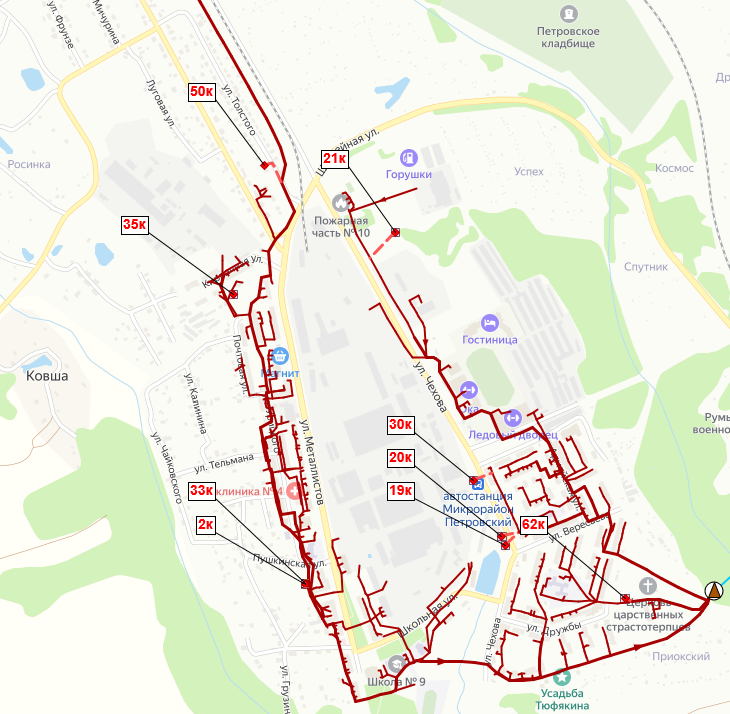 ул. Фрунзе
Мичурина
Петровское
кладбище
Луговая ул.
ул. Толстого
50к
21к
Горушки
Росинка
Успех
Космос
Пожарная
часть № 10
35к
Спутник
Гостиница
Магнит
Ковша
Почтовая ул.
ул. Калинина
ул. Чайковского
ул. Чехова
ул. Металлистов
Ока
Ледовый дворец
30к
20к
19к
62к
ул. Тельмана
33к
2к
автостанция
Микрорайон
Петровский
Пушкинская ул.
Школьная ул.
ул. Чехова
ул. Дружбы
Церковь
царственных
страстотерпцев
Приокский
Школа № 9
Усадьба
Тюфякина